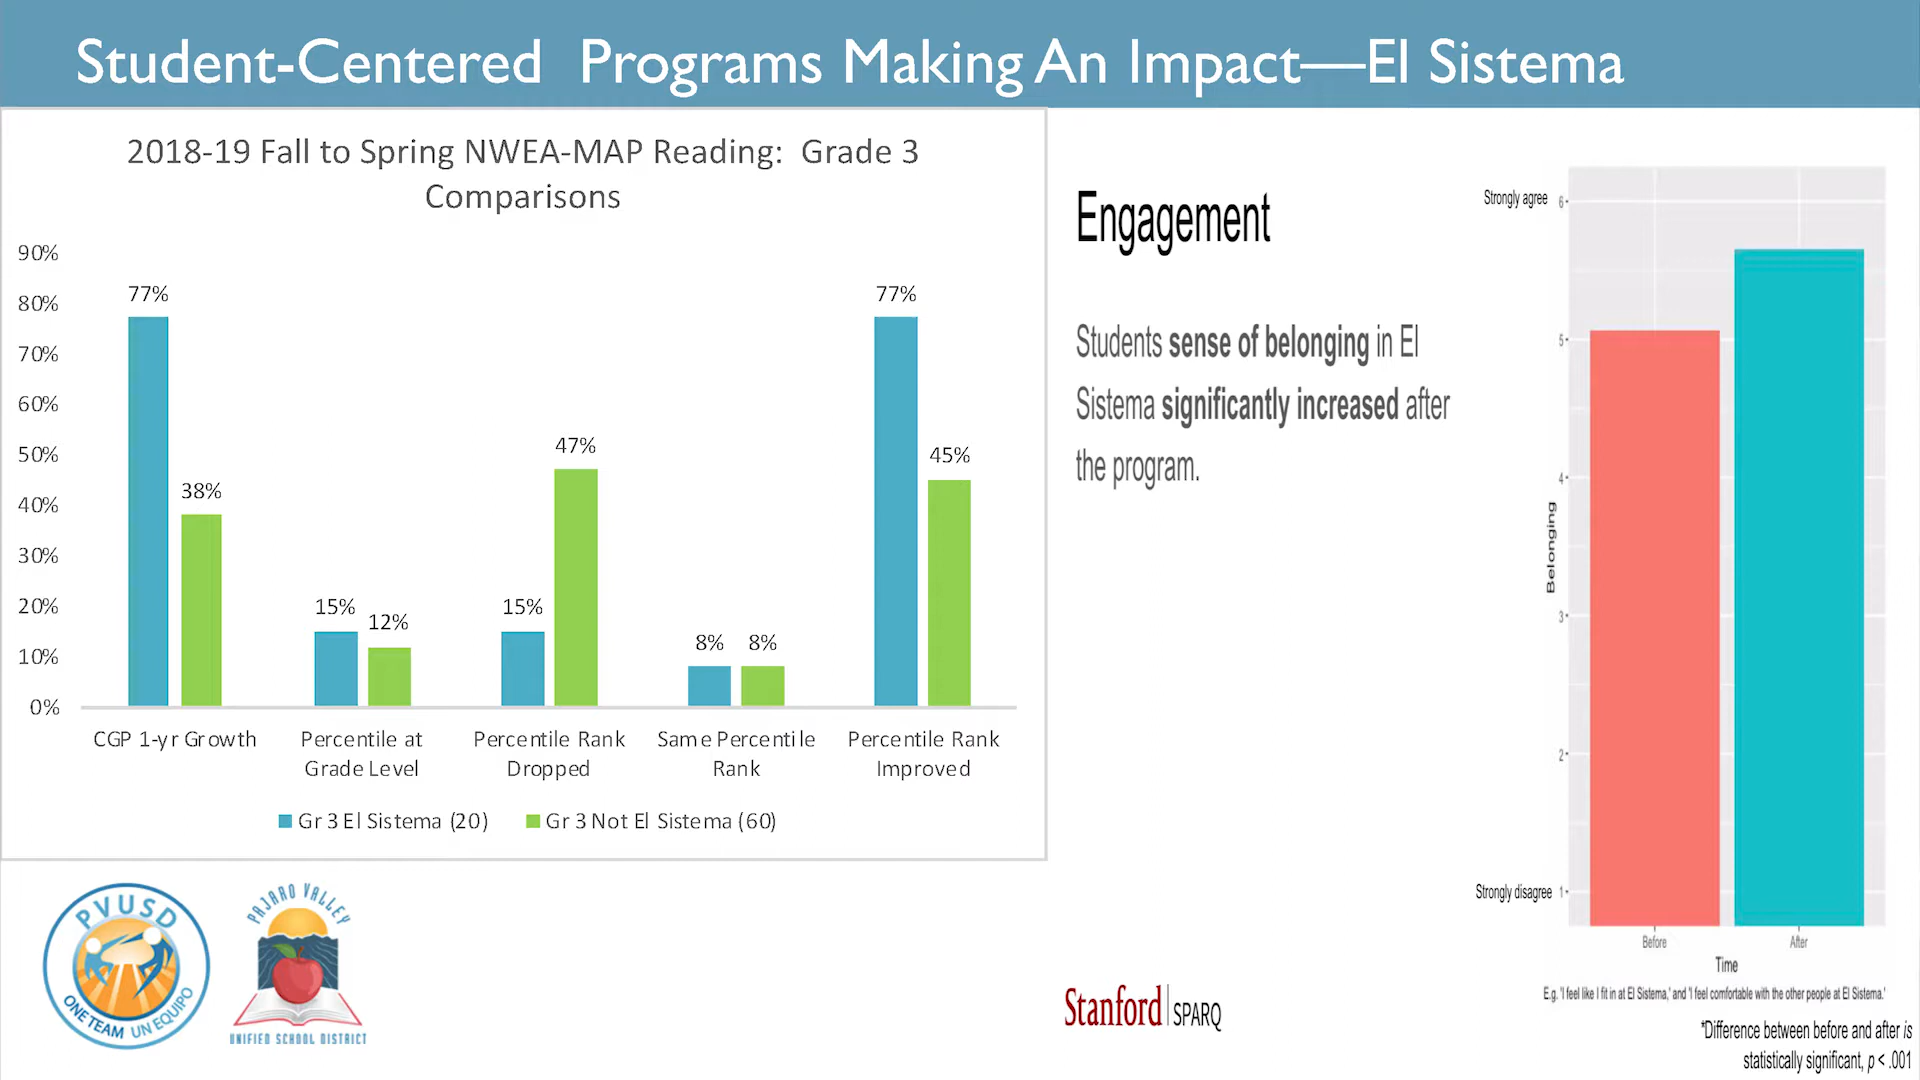 Student-Centered Programs Making An Impact—El Sistema
2018-19 Fall to Spring NWEA-MAP Reading: Grade 3
Comparisons
90%
80%
70%
60%
50%
40%
30%
20%
10%
0%
77%
38%
15%
12%
15%
47%
8%
8%
77%
45%
CGP 1-yr Growth
Percentile at
Grade Level
Percentile Rank
Dropped
Same Percentile
Rank
Percentile Rank
Improved
Gr 3 El Sistema (20)
Gr 3 Not El Sistema (60)
Engagement
Students sense of belonging in El
Sistema significantly increased after
the program.
Strongly agree
6
5
4
3
2
Strongly disagree
1
Belonging
Before
After
Time
E.g. 'I feel like I fit in at El Sistema,' and 'I feel comfortable with the other people at El Sistema.'
*Difference between before and after is
statistically significant, p < .001
PVUSD
ONE TEAM UN EQUIPO
PAJARO VALLEY
UNIFIED SCHOOL DISTRICT
Stanford | SPARQ